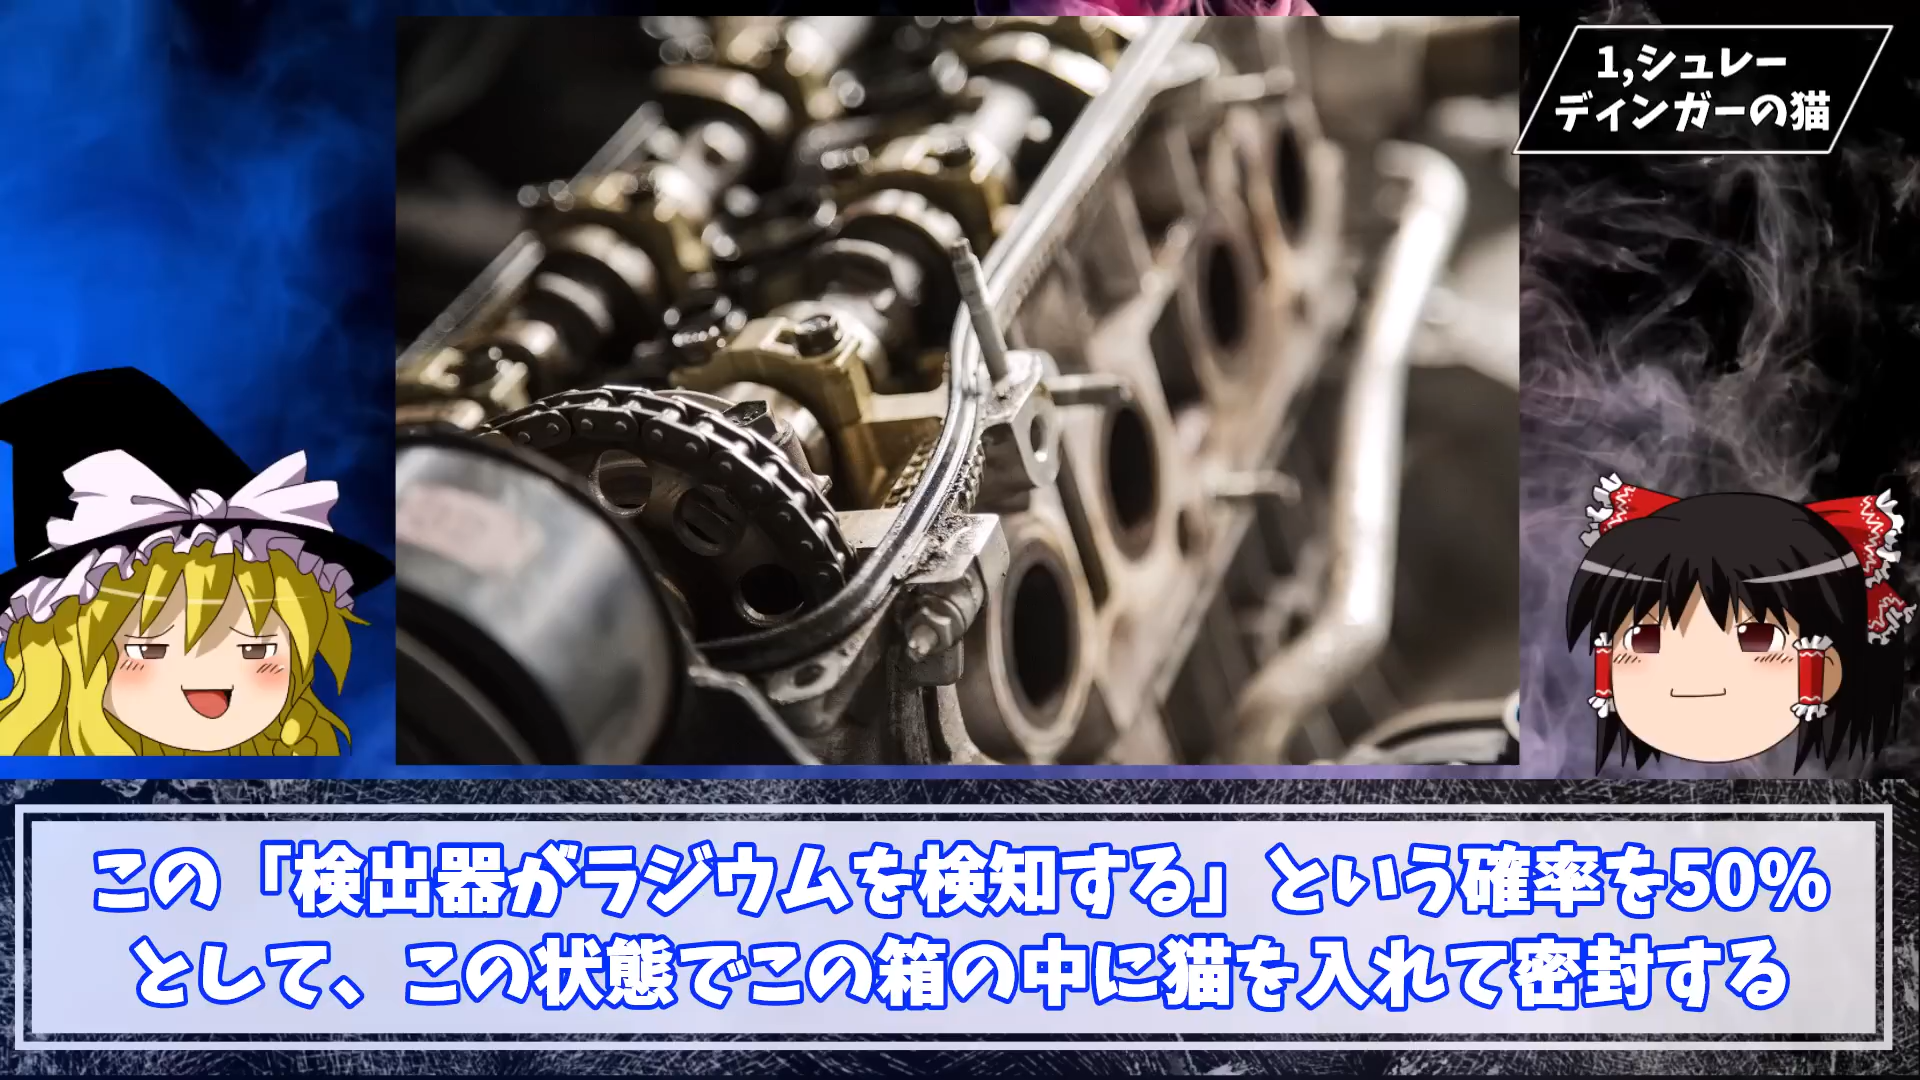 1,シュレー
ディンガーの猫
この「検出器がラジウムを検知する」という確率を50%
として、この状態でこの箱の中に猫を入れて密封する